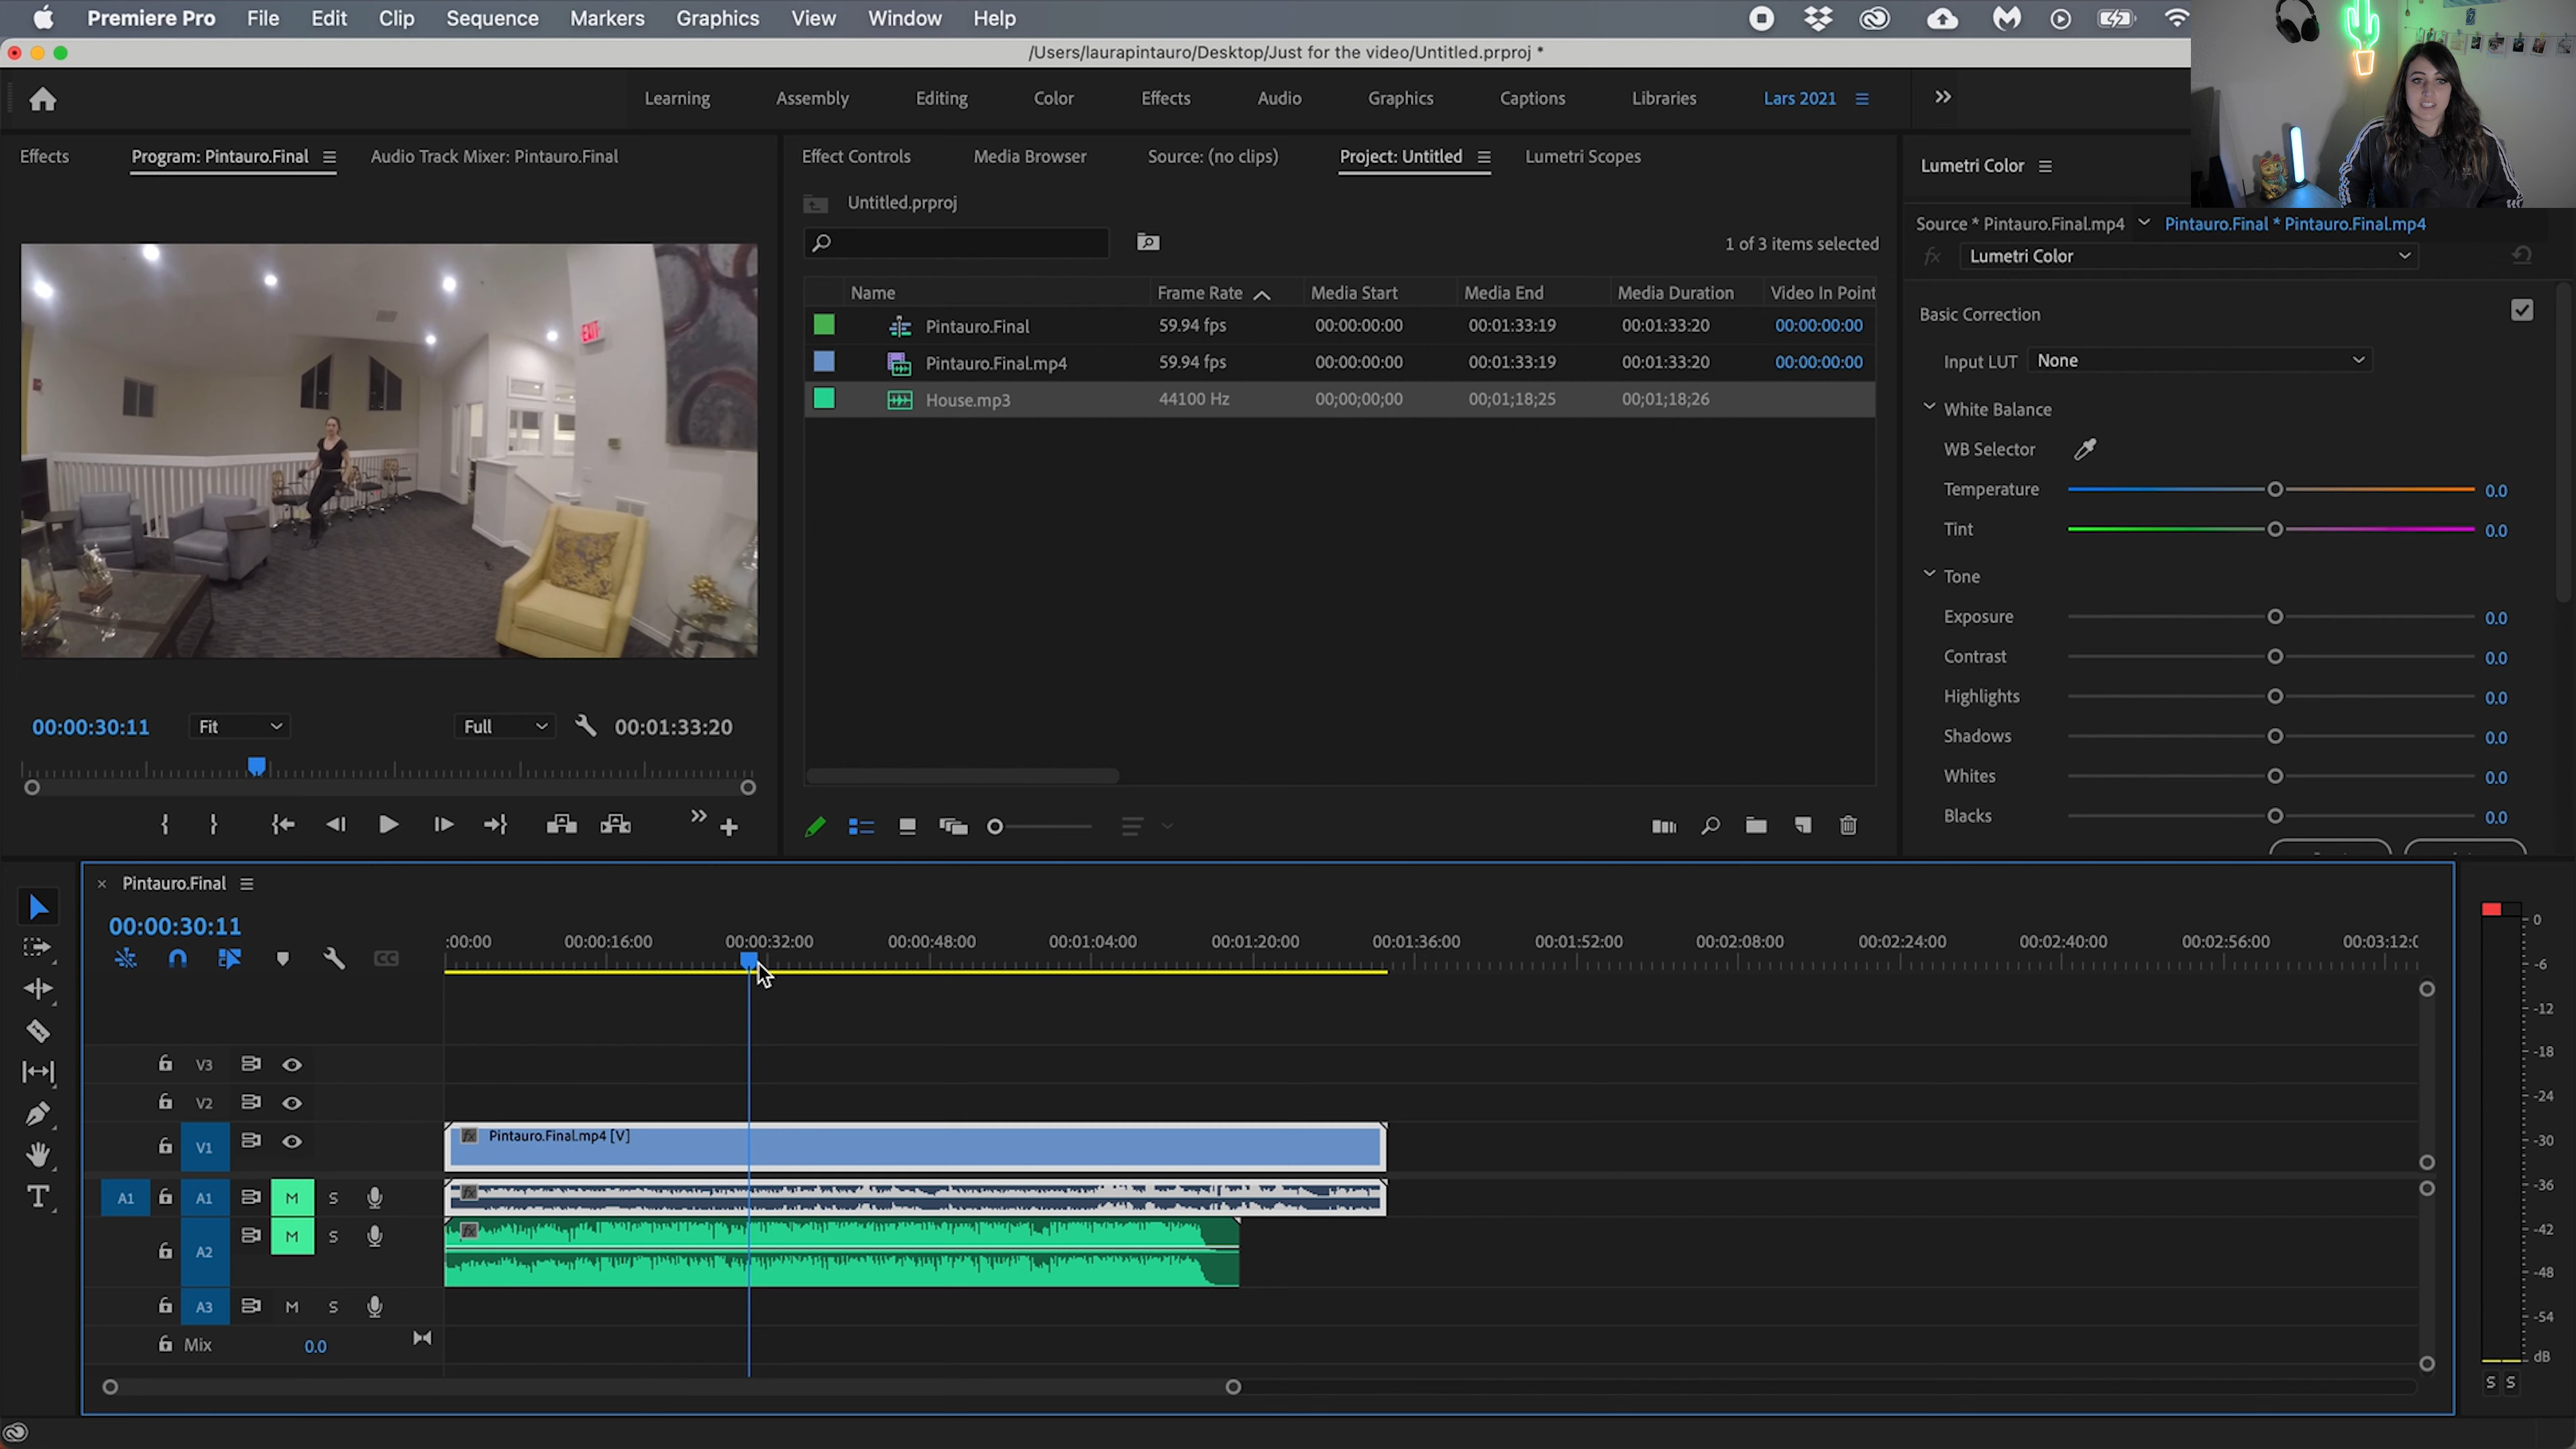 Premiere Pro File Edit Clip Sequence Markers Graphics View Window Help
/Users/laurapintauro/Desktop/Just for the video/Untitled.prproj *
Learning Assembly Editing Color Effects Audio Graphics Captions Libraries Lars 2021
Effects Program: Pintauro.Final Audio Track Mixer: Pintauro.Final
Effect Controls Media Browser Source: (no clips) Project: Untitled Lumetri Scopes
Lumetri Color
Untitled.prproj
Source * Pintauro.Final.mp4 Pintauro.Final * Pintauro.Final.mp4
1 of 3 items selected
fx Lumetri Color
Name Frame Rate Media Start Media End Media Duration Video In Point
Pintauro.Final 59.94 fps 00:00:00:00 00:01:33:19 00:01:33:20 00:00:00:00
Pintauro.Final.mp4 59.94 fps 00:00:00:00 00:01:33:19 00:01:33:20 00:00:00:00
House.mp3 44100 Hz 00;00;00;00 00;01;18;25 00;01;18;26
EXIT
Basic Correction
Input LUT None
White Balance
WB Selector
Temperature 0.0
Tint 0.0
Tone
Exposure 0.0
Contrast 0.0
Highlights 0.0
Shadows 0.0
Whites 0.0
Blacks 0.0
00:00:30:11 Fit Full 00:01:33:20
Pintauro.Final
00:00:30:11
:00:00 00:00:16:00 00:00:32:00 00:00:48:00 00:01:04:00 00:01:20:00 00:01:36:00 00:01:52:00 00:02:08:00 00:02:24:00 00:02:40:00 00:02:56:00 00:03:12:0
CC
V3
V2
V1 fx Pintauro.Final.mp4 [V]
A1 A1 M S fx
A2 M S fx
A3 M S
Mix 0.0
0
-6
-12
-18
-24
-30
-36
-42
-48
-54
dB
S S